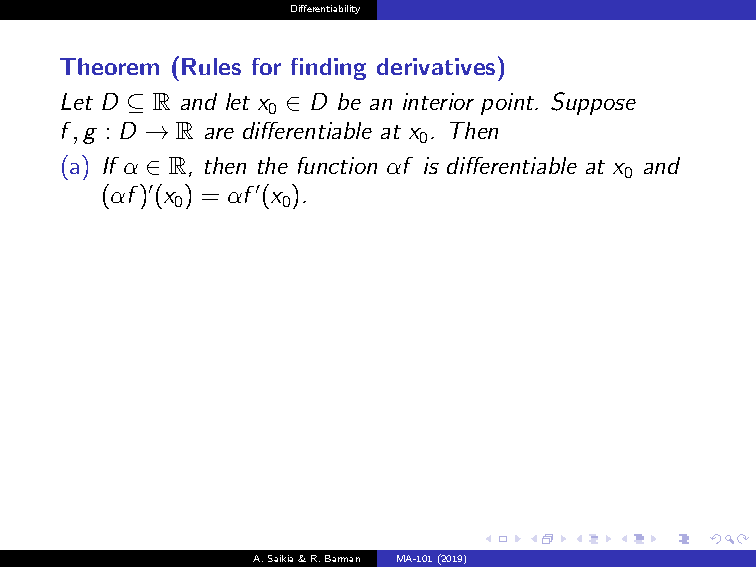 Differentiability
Theorem (Rules for finding derivatives)
Let D ⊆ ℝ and let x₀ ∈ D be an interior point. Suppose
f, g : D → ℝ are differentiable at x₀. Then
(a) If α ∈ ℝ, then the function αf is differentiable at x₀ and
(αf)′(x₀) = αf′(x₀).
A. Saikia & R. Barman MA-101 (2019)